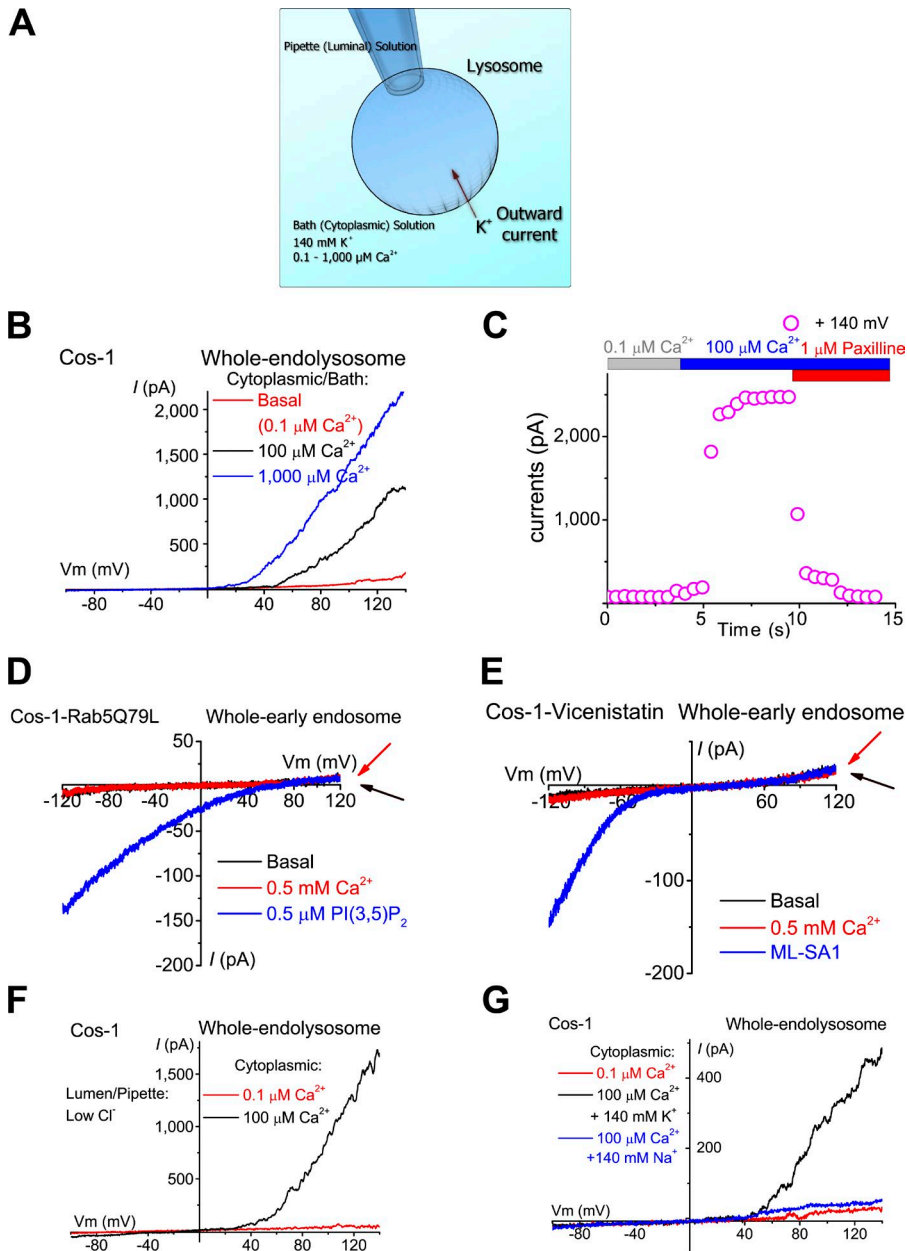 A
Pipette (Luminal) Solution
Lysosome
K⁺
Outward
current
Bath (Cytoplasmic) Solution
140 mM K⁺
0.1 - 1,000 µM Ca²⁺
B
Cos-1
Whole-endolysosome
I (pA)
Cytoplasmic/Bath:
Basal
(0.1 µM Ca²⁺)
100 µM Ca²⁺
1,000 µM Ca²⁺
2,000
1,500
1,000
500
Vm (mV)
-80 -40 0 40 80 120
C
+ 140 mV
0.1 µM Ca²⁺
100 µM Ca²⁺
1 µM Paxilline
currents (pA)
2,000
1,000
0 5 10 15
Time (s)
D
Cos-1-Rab5Q79L
Whole-early endosome
50
Vm (mV)
-120 -80 -40 0 40 80 120
-50
-100
-150
-200
Basal
0.5 mM Ca²⁺
0.5 µM PI(3,5)P₂
I (pA)
E
Cos-1-Vicenistatin
Whole-early endosome
I (pA)
Vm (mV)
-120 -60 0 60 120
-100
-200
Basal
0.5 mM Ca²⁺
ML-SA1
F
Cos-1
Whole-endolysosome
I (pA)
1,500
1,000
500
Cytoplasmic:
0.1 µM Ca²⁺
100 µM Ca²⁺
Lumen/Pipette:
Low Cl⁻
Vm (mV)
-80 -40 0 40 80 120
G
Cos-1
Whole-endolysosome
Cytoplasmic:
0.1 µM Ca²⁺
100 µM Ca²⁺
+ 140 mM K⁺
100 µM Ca²⁺
+140 mM Na⁺
I (pA)
400
200
Vm (mV)
-80 -40 0 40 80 120